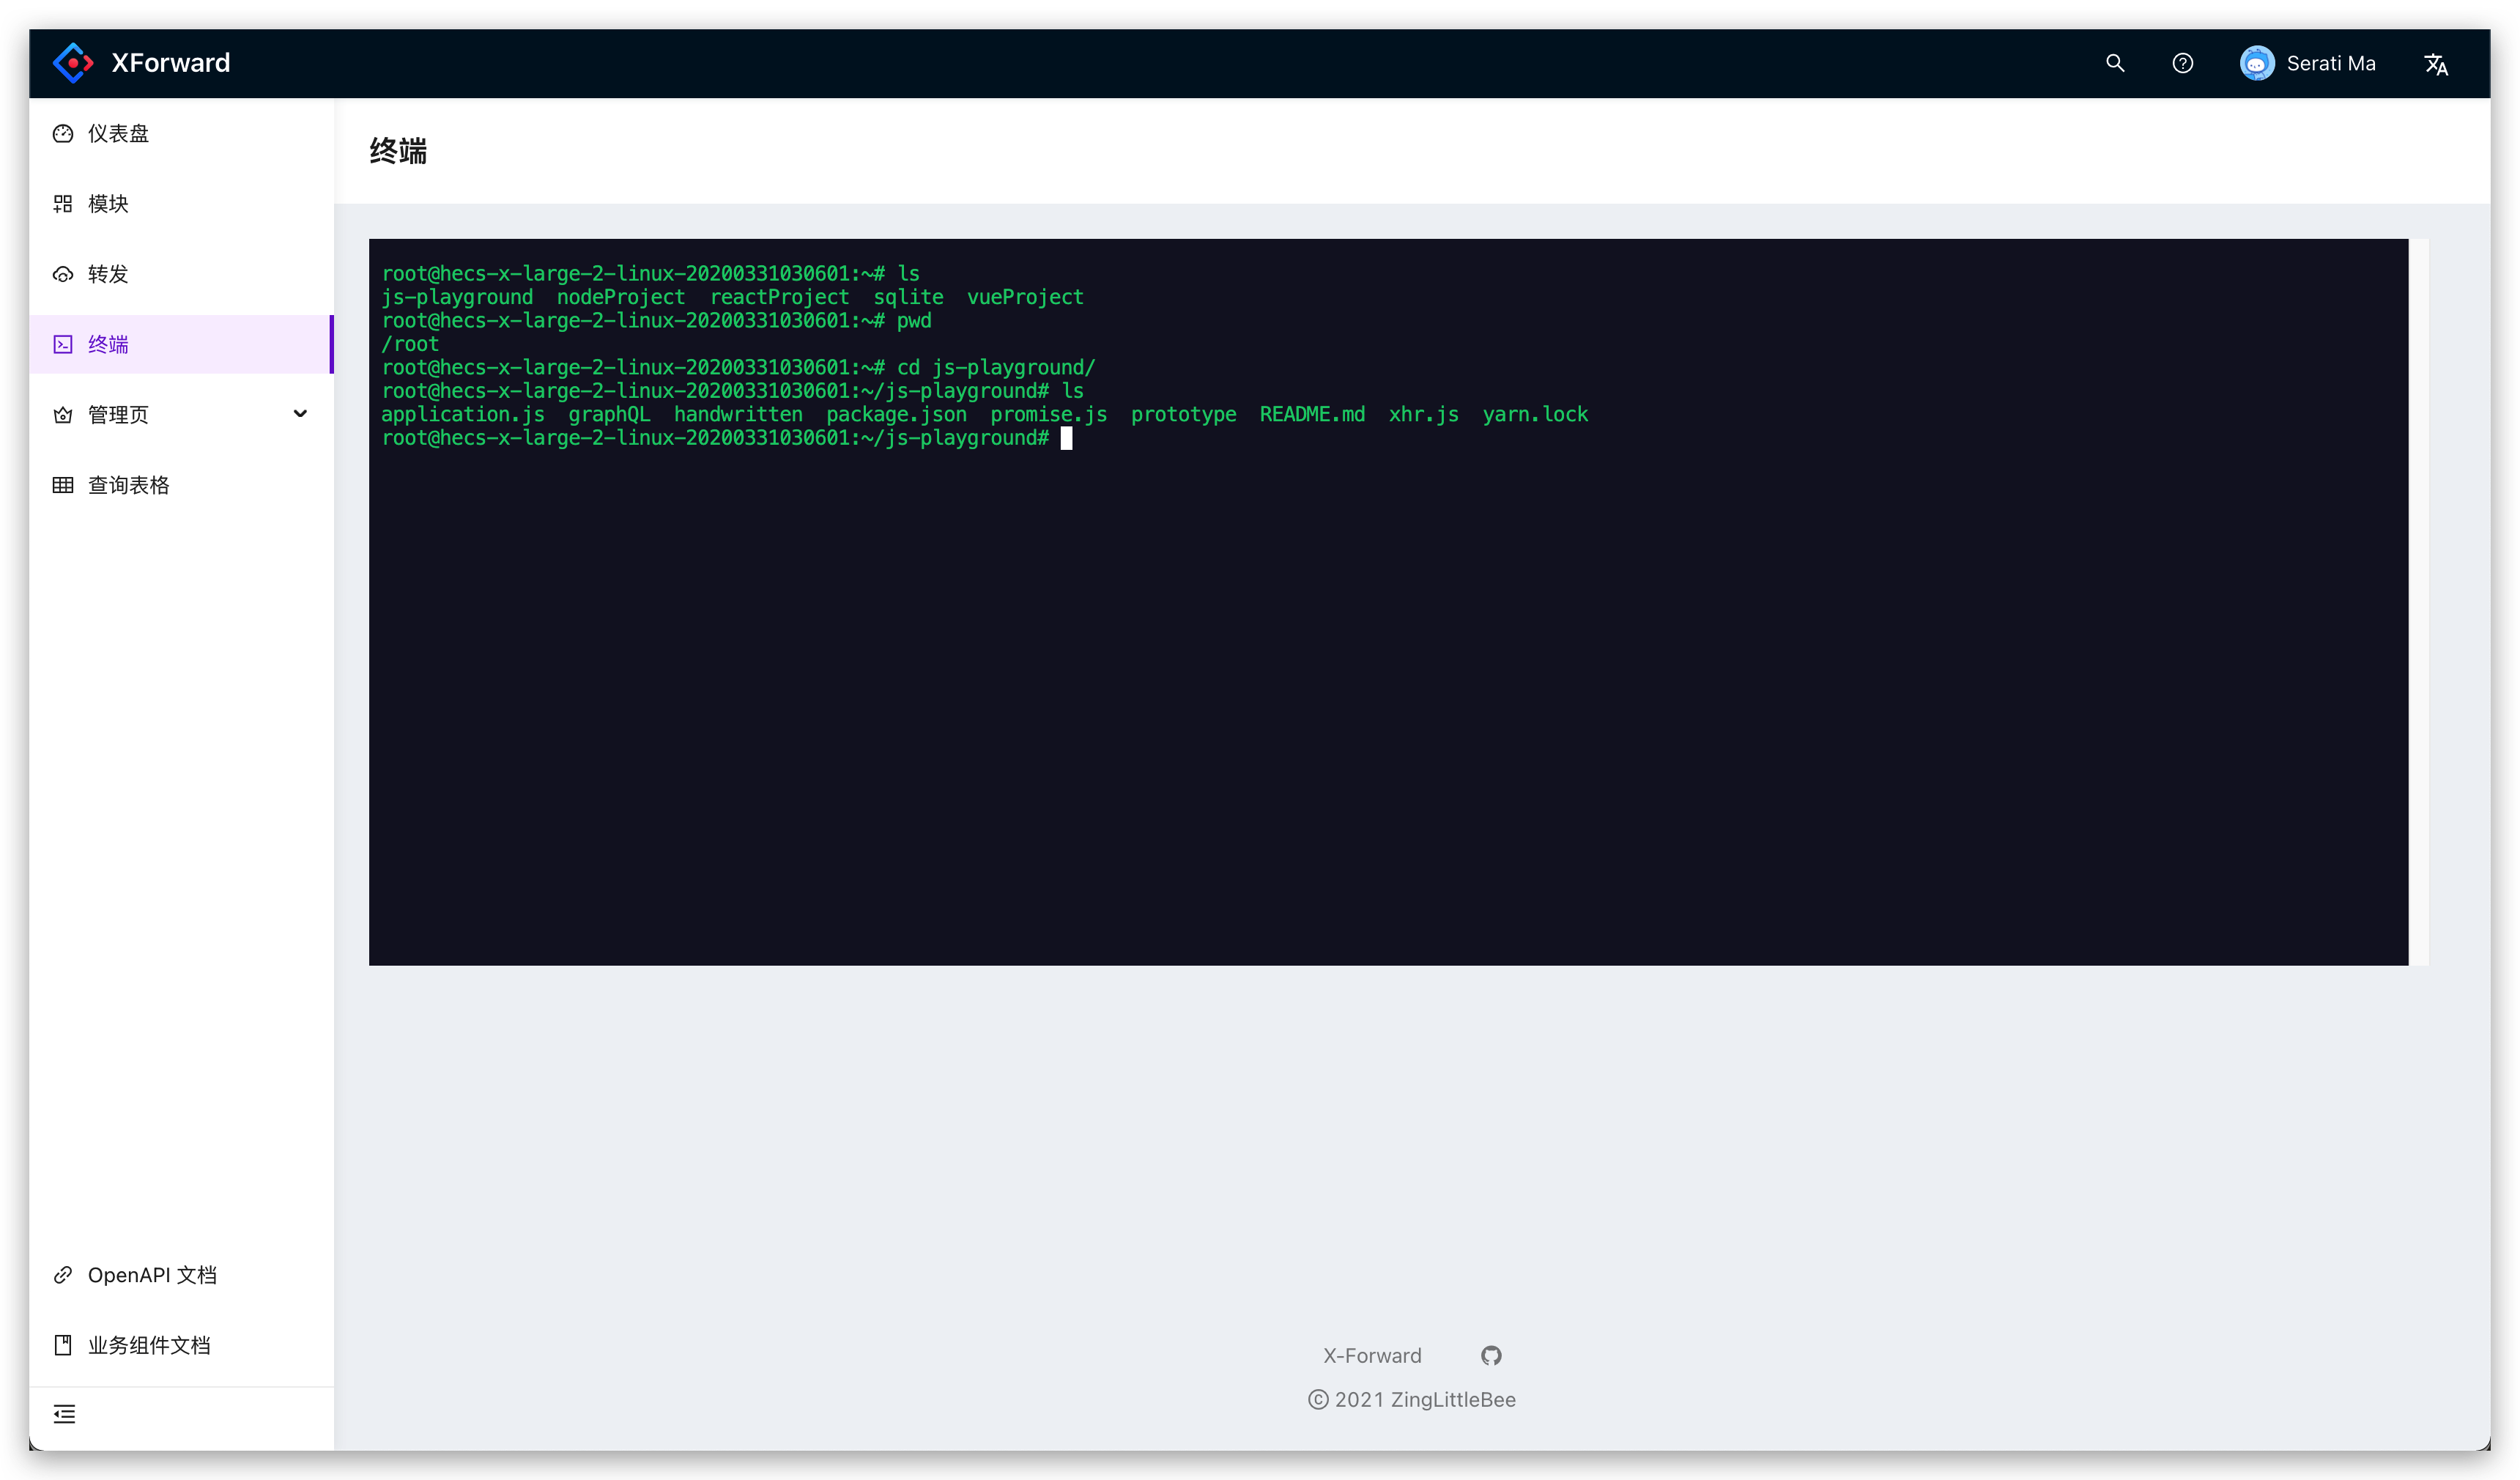 XForward
Serati Ma
仪表盘
模块
转发
终端
管理页
查询表格
OpenAPI 文档
业务组件文档
终端
root@hecs-x-large-2-linux-20200331030601:~# ls
js-playground  nodeProject  reactProject  sqlite  vueProject
root@hecs-x-large-2-linux-20200331030601:~# pwd
/root
root@hecs-x-large-2-linux-20200331030601:~# cd js-playground/
root@hecs-x-large-2-linux-20200331030601:~/js-playground# ls
application.js  graphQL  handwritten  package.json  promise.js  prototype  README.md  xhr.js  yarn.lock
root@hecs-x-large-2-linux-20200331030601:~/js-playground#
X-Forward
© 2021 ZingLittleBee